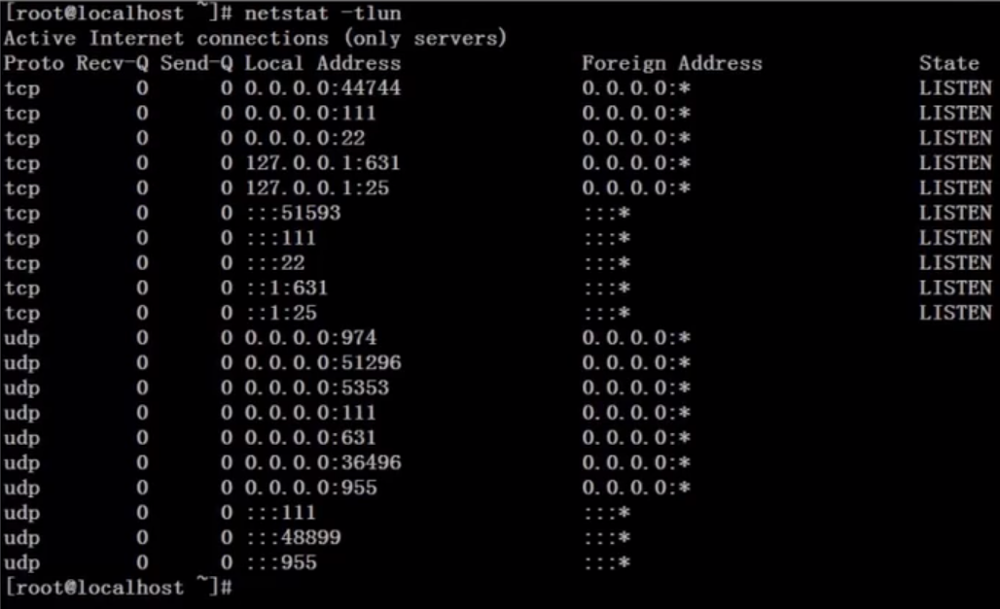 [root@localhost ~]# netstat -tlun
Active Internet connections (only servers)
Proto Recv-Q Send-Q Local Address               Foreign Address             State
tcp        0      0 0.0.0.0:44744               0.0.0.0:*                   LISTEN
tcp        0      0 0.0.0.0:111                 0.0.0.0:*                   LISTEN
tcp        0      0 0.0.0.0:22                  0.0.0.0:*                   LISTEN
tcp        0      0 127.0.0.1:631               0.0.0.0:*                   LISTEN
tcp        0      0 127.0.0.1:25                0.0.0.0:*                   LISTEN
tcp        0      0 :::51593                    :::*                        LISTEN
tcp        0      0 :::111                      :::*                        LISTEN
tcp        0      0 :::22                       :::*                        LISTEN
tcp        0      0 ::1:631                     :::*                        LISTEN
tcp        0      0 ::1:25                      :::*                        LISTEN
udp        0      0 0.0.0.0:974                 0.0.0.0:*
udp        0      0 0.0.0.0:51296               0.0.0.0:*
udp        0      0 0.0.0.0:5353                0.0.0.0:*
udp        0      0 0.0.0.0:111                 0.0.0.0:*
udp        0      0 0.0.0.0:631                 0.0.0.0:*
udp        0      0 0.0.0.0:36496               0.0.0.0:*
udp        0      0 0.0.0.0:955                 0.0.0.0:*
udp        0      0 :::111                      :::*
udp        0      0 :::48899                    :::*
udp        0      0 :::955                      :::*
[root@localhost ~]#